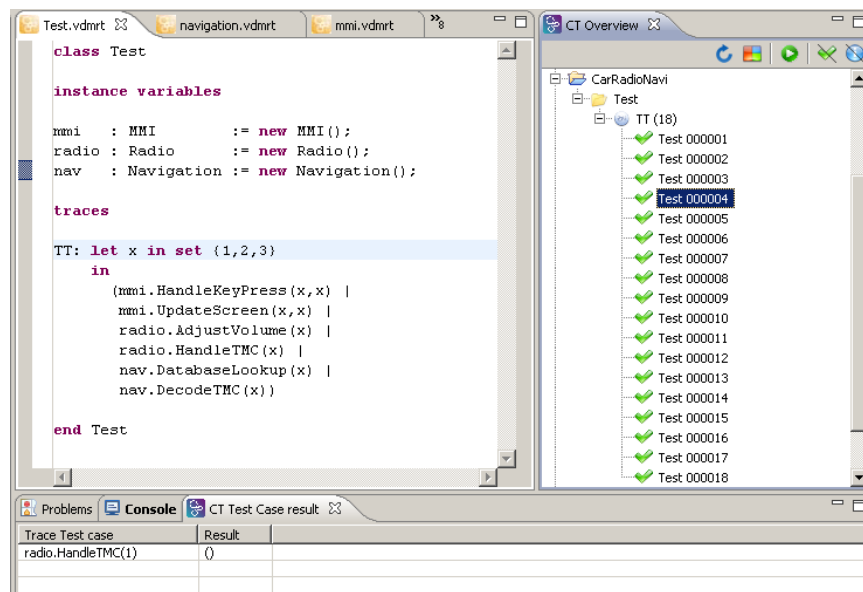 Test.vdmrt
navigation.vdmrt
mmi.vdmrt
»8
class Test
instance variables
mmi : MMI := new MMI();
radio : Radio := new Radio();
nav : Navigation := new Navigation();
traces
TT: let x in set {1,2,3}
in
(mmi.HandleKeyPress(x,x) |
mmi.UpdateScreen(x,x) |
radio.AdjustVolume(x) |
radio.HandleTMC(x) |
nav.DatabaseLookup(x) |
nav.DecodeTMC(x))
end Test
CT Overview
CarRadioNavi
Test
TT (18)
Test 000001
Test 000002
Test 000003
Test 000004
Test 000005
Test 000006
Test 000007
Test 000008
Test 000009
Test 000010
Test 000011
Test 000012
Test 000013
Test 000014
Test 000015
Test 000016
Test 000017
Test 000018
Problems
Console
CT Test Case result
Trace Test case Result
radio.HandleTMC(1) ()